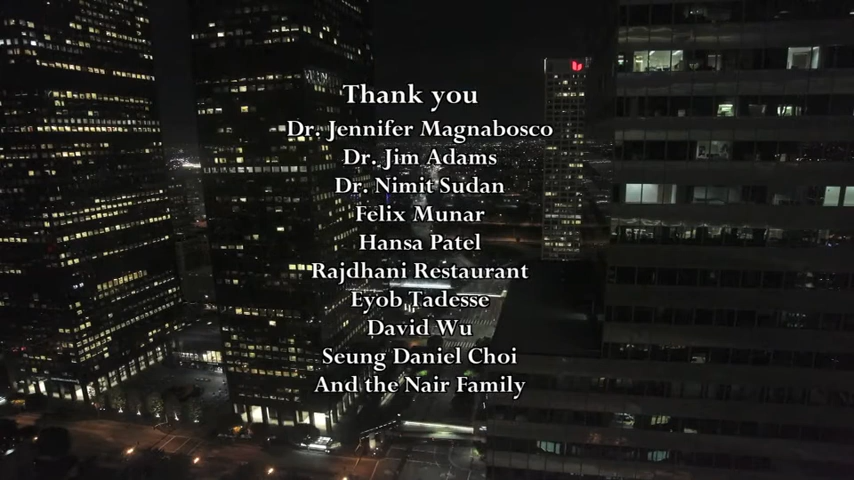 Thank you
Dr. Jennifer Magnabosco
Dr. Jim Adams
Dr. Nimit Sudan
Felix Munar
Hansa Patel
Rajdhani Restaurant
Eyob Tadesse
David Wu
Seung Daniel Choi
And the Nair Family